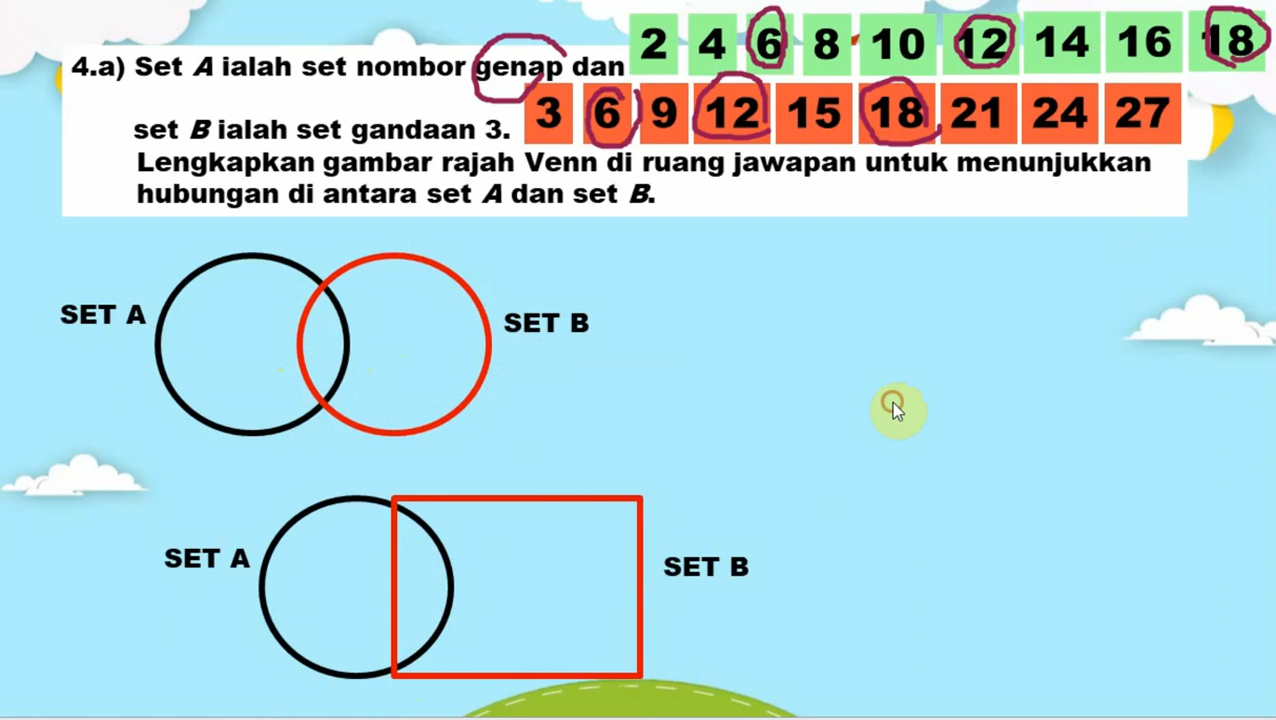 4.a) Set A ialah set nombor genap dan 2 4 6 8 10 12 14 16 18
set B ialah set gandaan 3. 3 6 9 12 15 18 21 24 27
Lengkapkan gambar rajah Venn di ruang jawapan untuk menunjukkan
hubungan di antara set A dan set B.
SET A
SET B
SET A
SET B